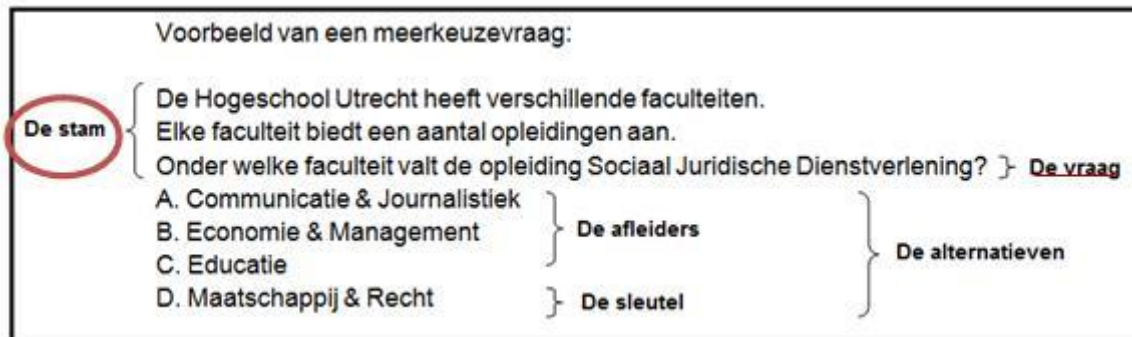 Voorbeeld van een meerkeuzevraag:
De Hogeschool Utrecht heeft verschillende faculteiten.
De stam
Elke faculteit biedt een aantal opleidingen aan.
Onder welke faculteit valt de opleiding Sociaal Juridische Dienstverlening? De vraag
A. Communicatie & Journalistiek
B. Economie & Management
De afleiders
C. Educatie
De alternatieven
D. Maatschappij & Recht
De sleutel